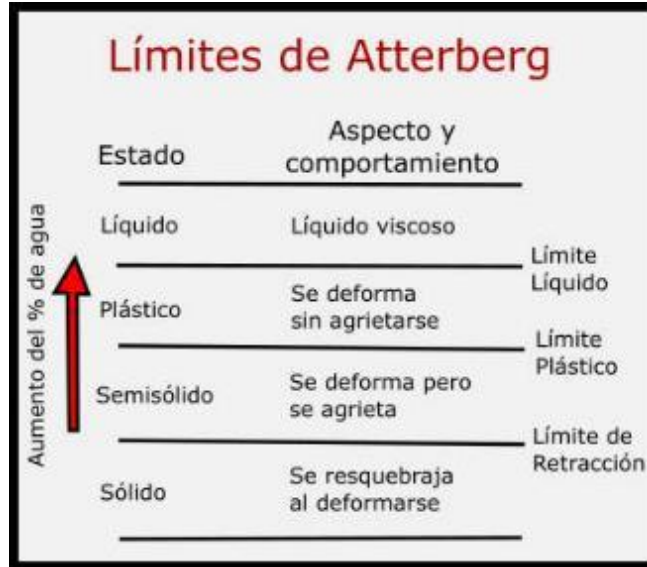 Límites de Atterberg
Estado
Aspecto y
comportamiento
Líquido
Líquido viscoso
Límite
Líquido
Plástico
Se deforma
sin agrietarse
Límite
Plástico
Semisólido
Se deforma pero
se agrieta
Límite de
Retracción
Sólido
Se resquebraja
al deformarse
Aumento del % de agua